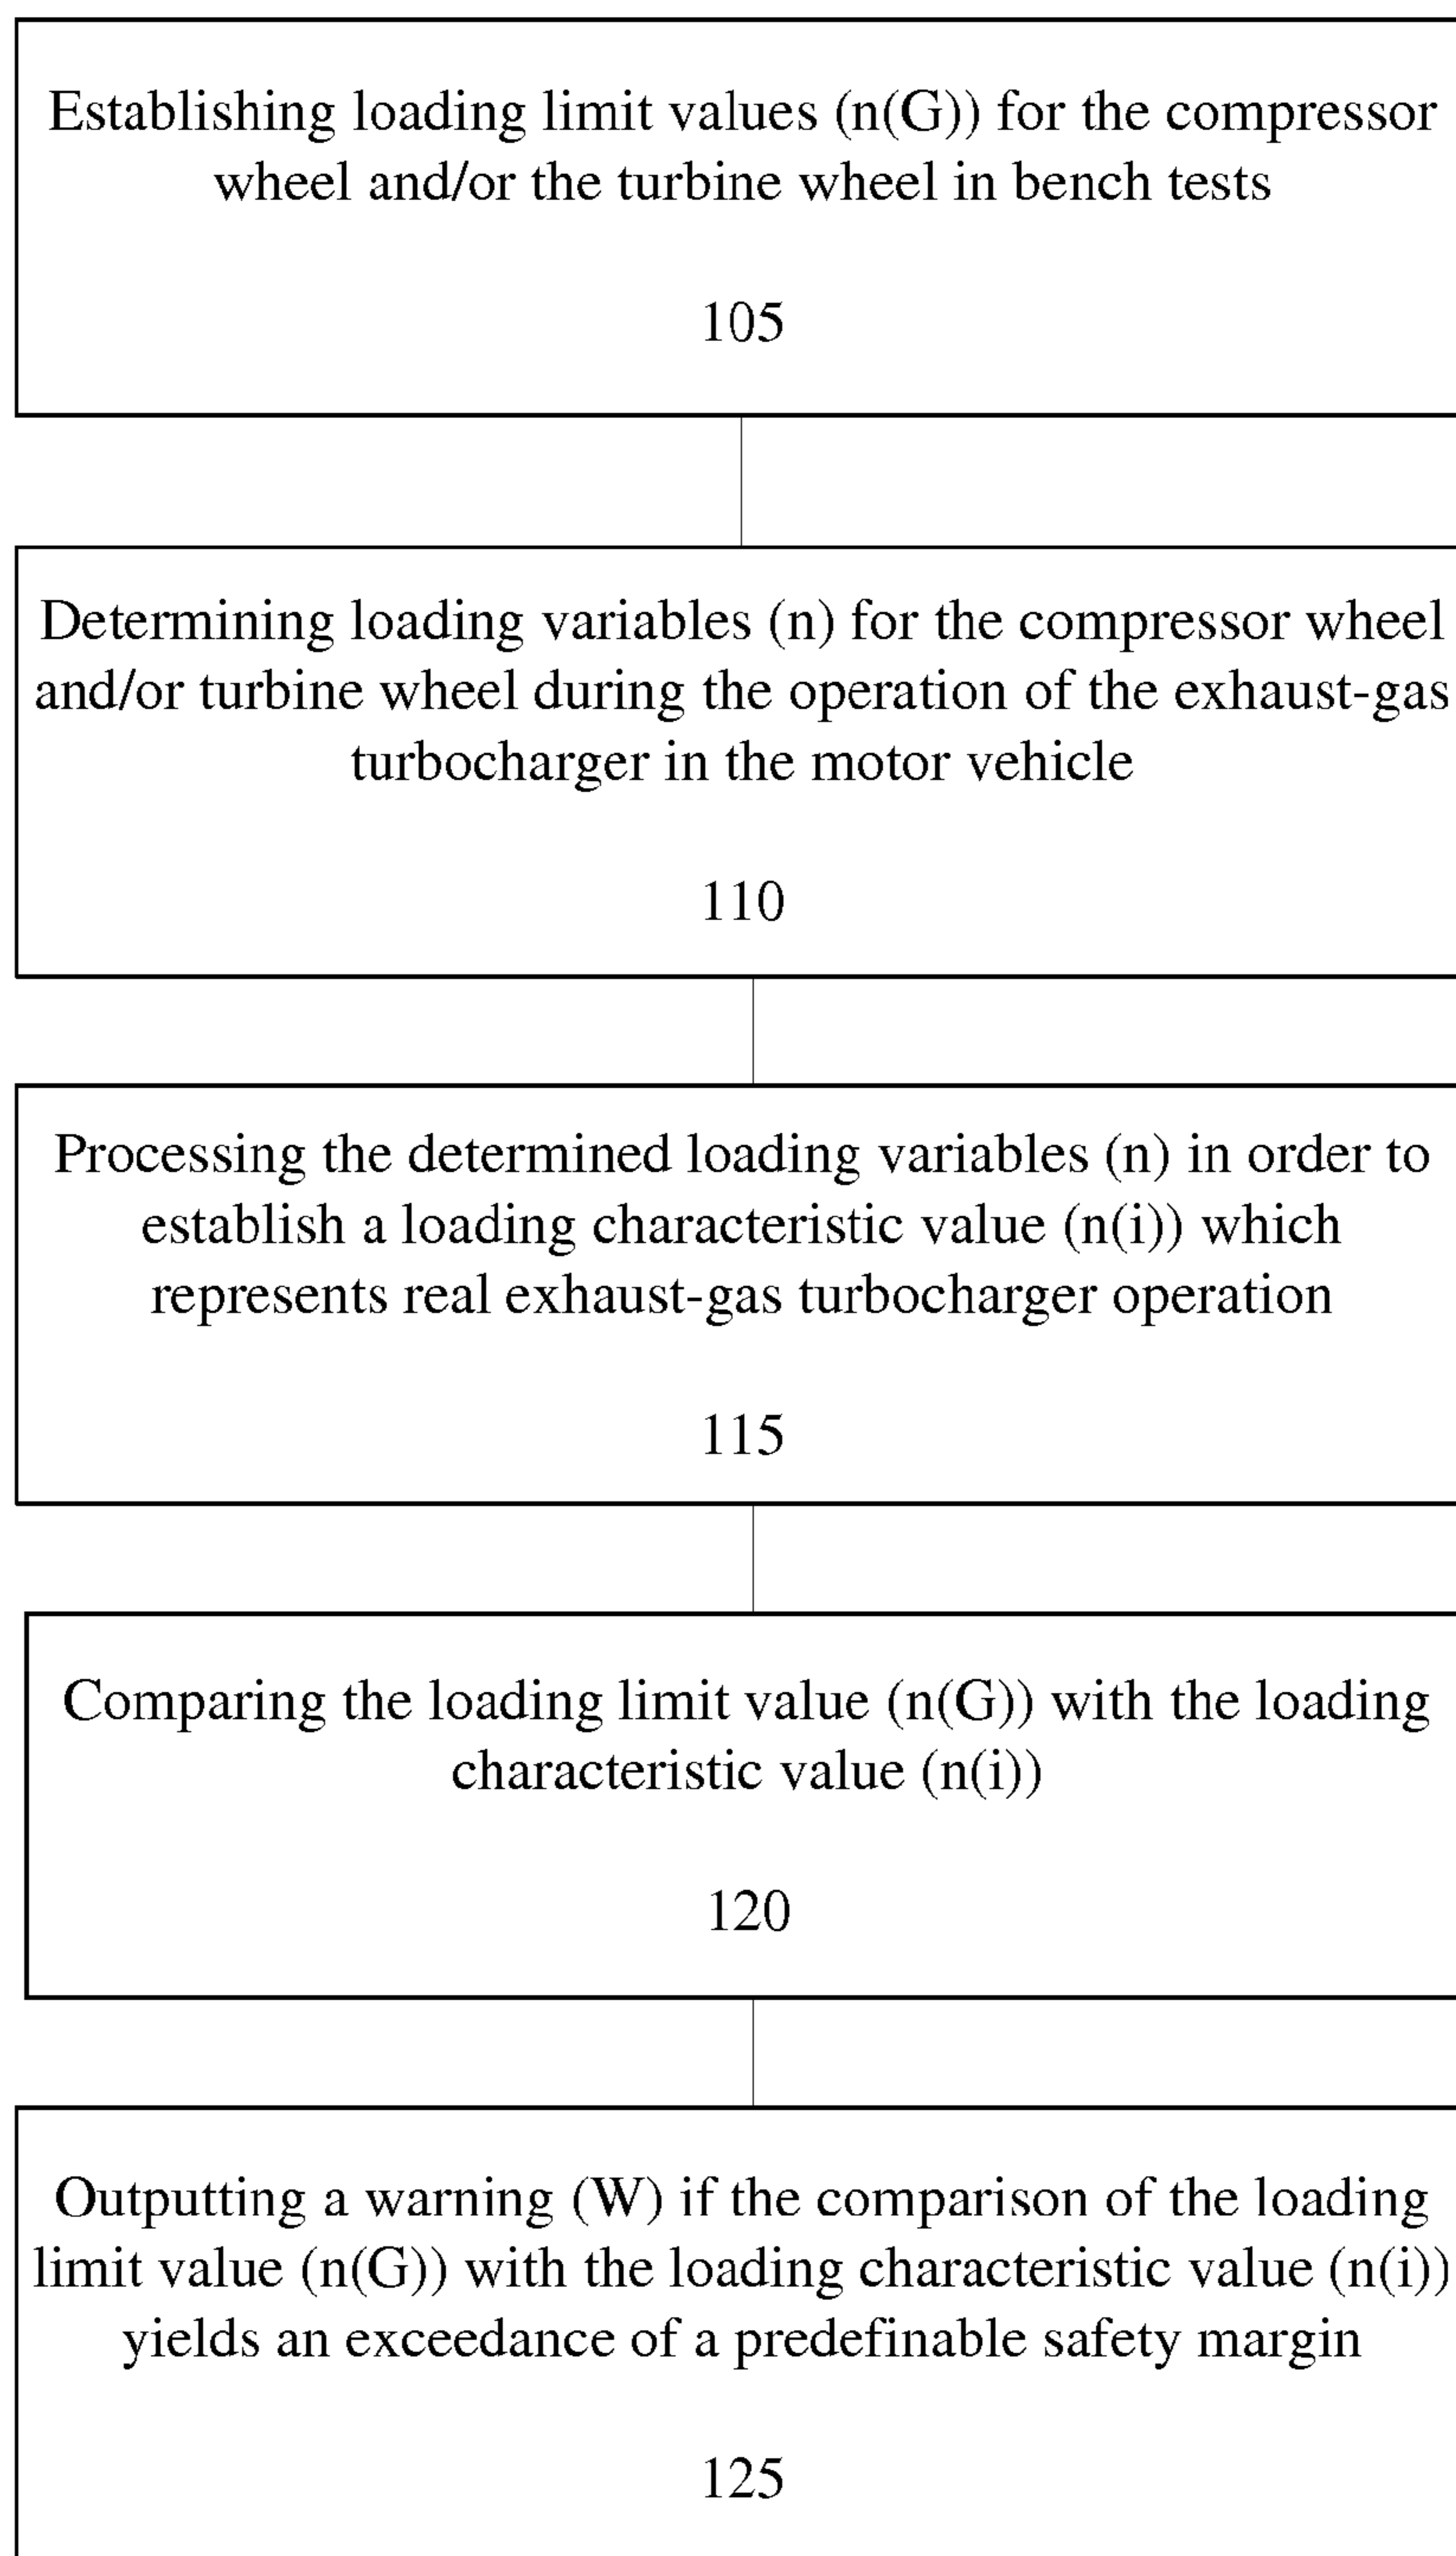 Establishing loading limit values (n(G)) for the compressor
wheel and/or the turbine wheel in bench tests
105
Determining loading variables (n) for the compressor wheel
and/or turbine wheel during the operation of the exhaust-gas
turbocharger in the motor vehicle
110
Processing the determined loading variables (n) in order to
establish a loading characteristic value (n(i)) which
represents real exhaust-gas turbocharger operation
115
Comparing the loading limit value (n(G)) with the loading
characteristic value (n(i))
120
Outputting a warning (W) if the comparison of the loading
limit value (n(G)) with the loading characteristic value (n(i))
yields an exceedance of a predefinable safety margin
125